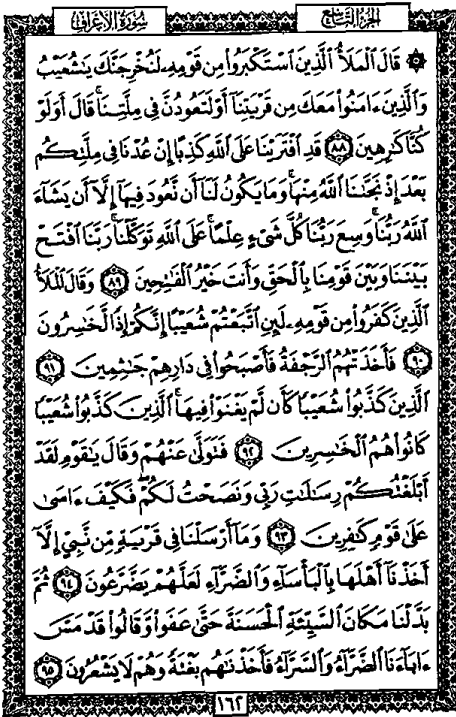 سورة الأعراف
الجزء التاسع
۞ قَالَ ٱلْمَلَأُ ٱلَّذِينَ ٱسْتَكْبَرُوا۟ مِن قَوْمِهِۦ لَنُخْرِجَنَّكَ يَـٰشُعَيْبُ
وَٱلَّذِينَ ءَامَنُوا۟ مَعَكَ مِن قَرْيَتِنَآ أَوْ لَتَعُودُنَّ فِى مِلَّتِنَا ۚ قَالَ أَوَلَوْ
كُنَّا كَـٰرِهِينَ ٨٨ قَدِ ٱفْتَرَيْنَا عَلَى ٱللَّهِ كَذِبًا إِنْ عُدْنَا فِى مِلَّتِكُم
بَعْدَ إِذْ نَجَّىٰنَا ٱللَّهُ مِنْهَا ۚ وَمَا يَكُونُ لَنَآ أَن نَّعُودَ فِيهَآ إِلَّآ أَن يَشَآءَ
ٱللَّهُ رَبُّنَا ۚ وَسِعَ رَبُّنَا كُلَّ شَىْءٍ عِلْمًا ۚ عَلَى ٱللَّهِ تَوَكَّلْنَا ۚ رَبَّنَا ٱفْتَحْ
بَيْنَنَا وَبَيْنَ قَوْمِنَا بِٱلْحَقِّ وَأَنتَ خَيْرُ ٱلْفَـٰتِحِينَ ٨٩ وَقَالَ ٱلْمَلَأُ
ٱلَّذِينَ كَفَرُوا۟ مِن قَوْمِهِۦ لَئِنِ ٱتَّبَعْتُمْ شُعَيْبًا إِنَّكُمْ إِذًا لَّخَـٰسِرُونَ
٩٠ فَأَخَذَتْهُمُ ٱلرَّجْفَةُ فَأَصْبَحُوا۟ فِى دَارِهِمْ جَـٰثِمِينَ ٩١
ٱلَّذِينَ كَذَّبُوا۟ شُعَيْبًا كَأَن لَّمْ يَغْنَوْا۟ فِيهَا ۚ ٱلَّذِينَ كَذَّبُوا۟ شُعَيْبًا
كَانُوا۟ هُمُ ٱلْخَـٰسِرِينَ ٩٢ فَتَوَلَّىٰ عَنْهُمْ وَقَالَ يَـٰقَوْمِ لَقَدْ
أَبْلَغْتُكُمْ رِسَـٰلَـٰتِ رَبِّى وَنَصَحْتُ لَكُمْ ۖ فَكَيْفَ ءَاسَىٰ
عَلَىٰ قَوْمٍ كَـٰفِرِينَ ٩٣ وَمَآ أَرْسَلْنَا فِى قَرْيَةٍ مِّن نَّبِىٍّ إِلَّآ
أَخَذْنَآ أَهْلَهَا بِٱلْبَأْسَآءِ وَٱلضَّرَّآءِ لَعَلَّهُمْ يَضَّرَّعُونَ ٩٤ ثُمَّ
بَدَّلْنَا مَكَانَ ٱلسَّيِّئَةِ ٱلْحَسَنَةَ حَتَّىٰ عَفَوا۟ وَّقَالُوا۟ قَدْ مَسَّ
ءَابَآءَنَا ٱلضَّرَّآءُ وَٱلسَّرَّآءُ فَأَخَذْنَـٰهُم بَغْتَةً وَهُمْ لَا يَشْعُرُونَ ٩٥
١٦٢